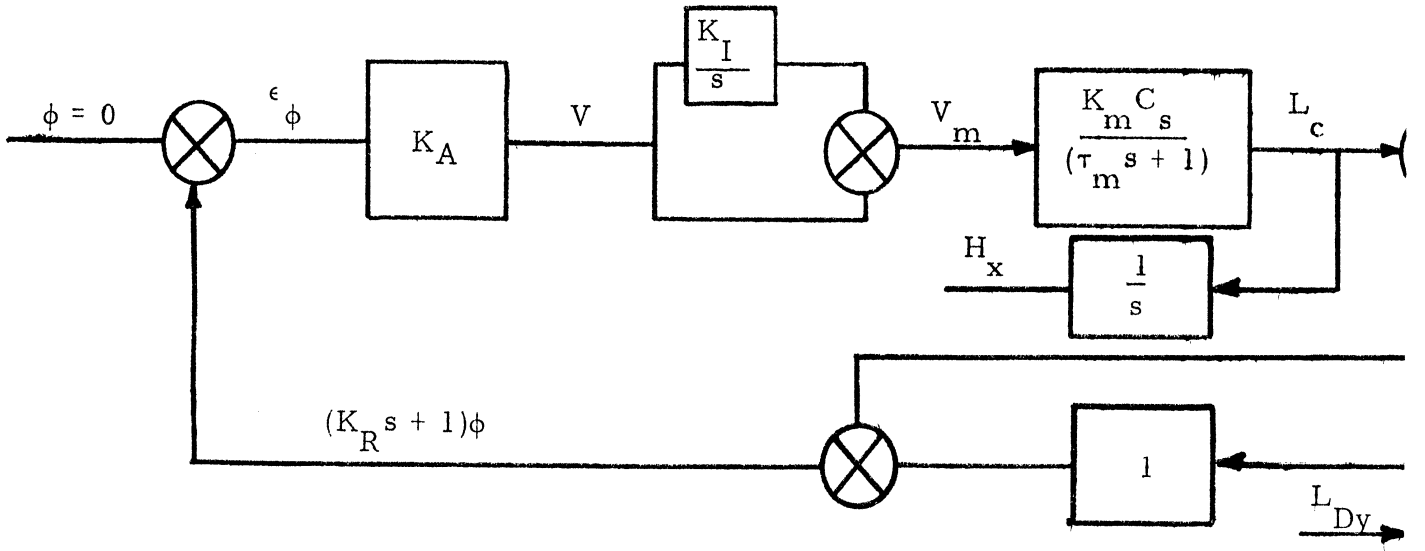 K_I
s
ϕ = 0
ϵ_ϕ
K_A
V
V_m
K_m C_s
(τ_m s + 1)
L_c
H_x
1
s
(K_R s + 1)ϕ
1
L_Dy